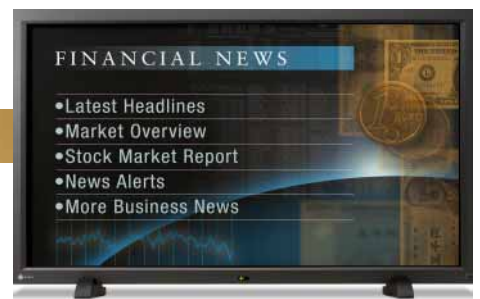 FINANCIAL NEWS
•Latest Headlines
•Market Overview
•Stock Market Report
•News Alerts
•More Business News